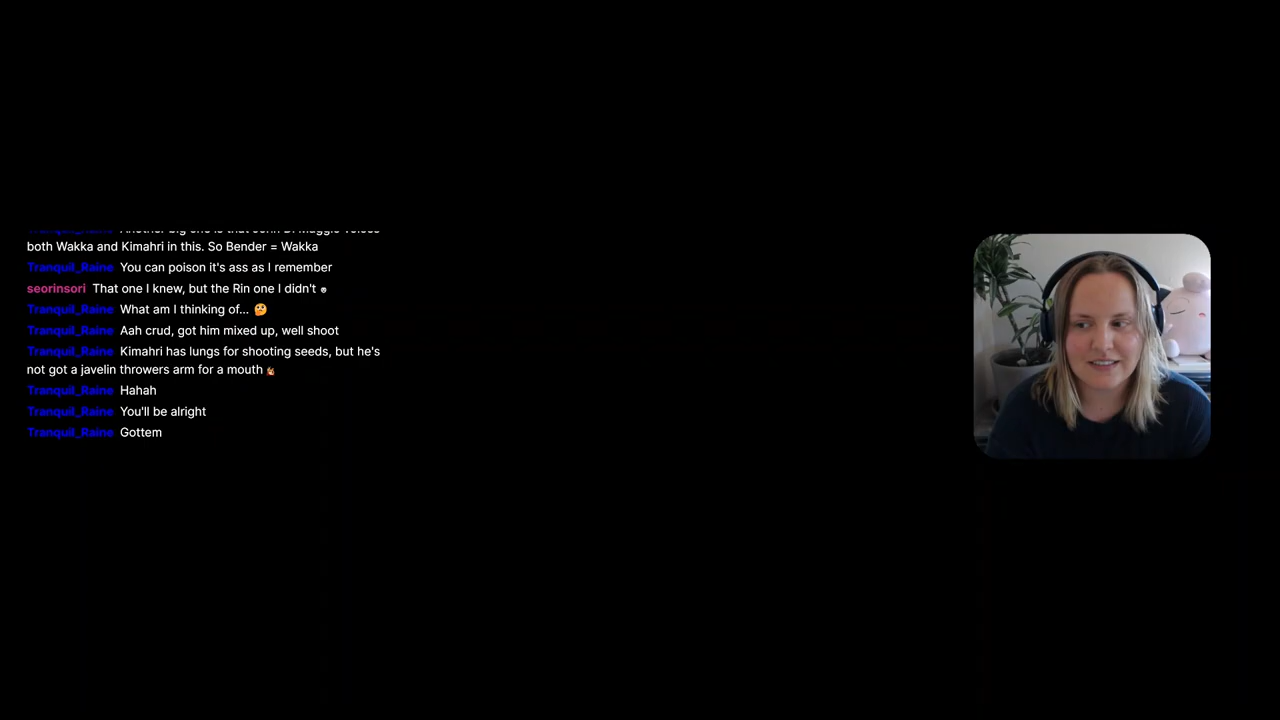 both Wakka and Kimahri in this. So Bender = Wakka
Tranquil_Raine You can poison it's ass as I remember
seorinsori That one I knew, but the Rin one I didn't
Tranquil_Raine What am I thinking of... 🤔
Tranquil_Raine Aah crud, got him mixed up, well shoot
Tranquil_Raine Kimahri has lungs for shooting seeds, but he's
not got a javelin throwers arm for a mouth
Tranquil_Raine Hahah
Tranquil_Raine You'll be alright
Tranquil_Raine Gottem